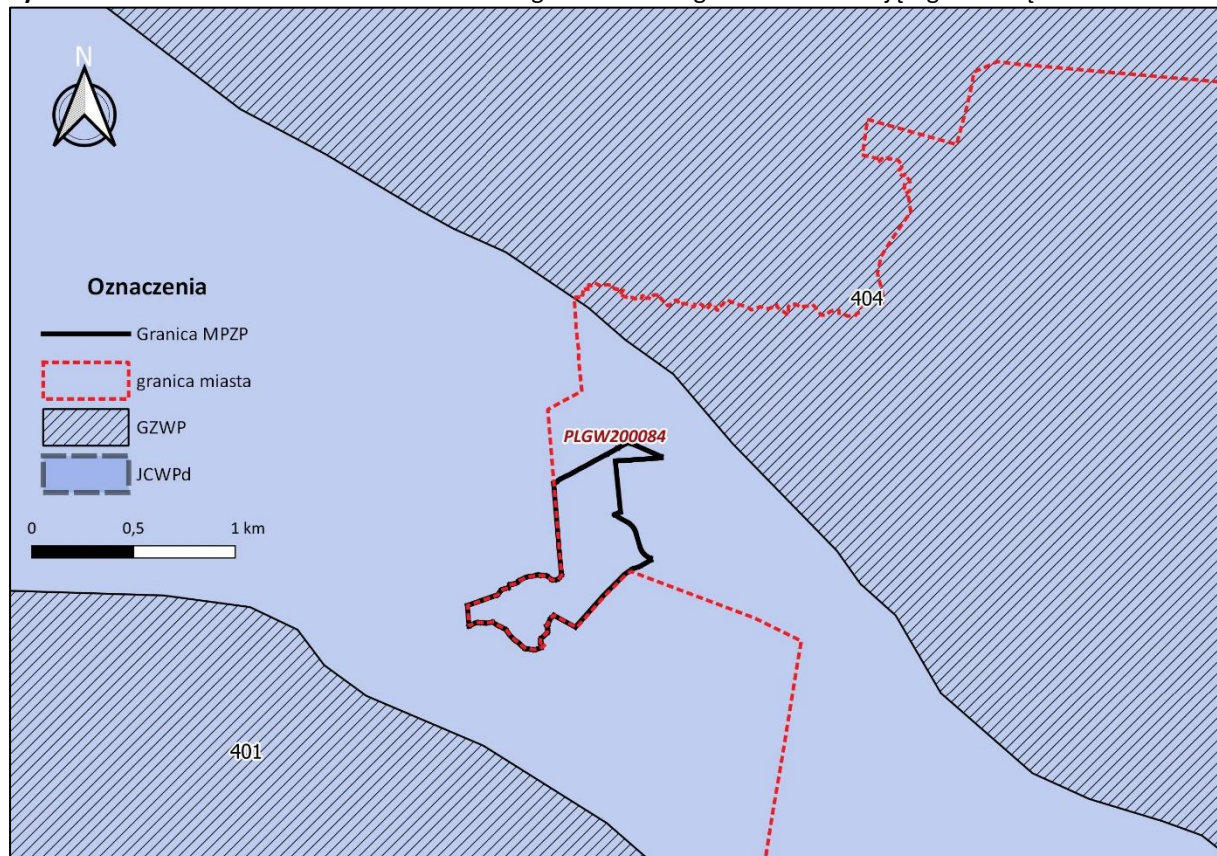 N
Oznaczenia
Granica MPZP
granica miasta
GZWP
JCWPd
0 0,5 1 km
404
PLGW200084
401